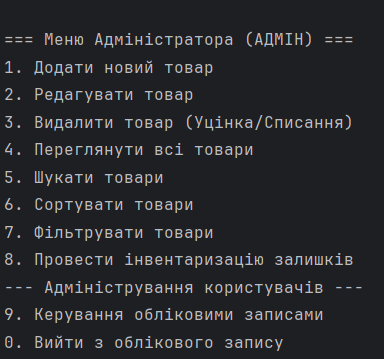 === Меню Адміністратора (АДМІН) ===
1. Додати новий товар
2. Редагувати товар
3. Видалити товар (Уцінка/Списання)
4. Переглянути всі товари
5. Шукати товари
6. Сортувати товари
7. Фільтрувати товари
8. Провести інвентаризацію залишків
--- Адміністрування користувачів ---
9. Керування обліковими записами
0. Вийти з облікового запису